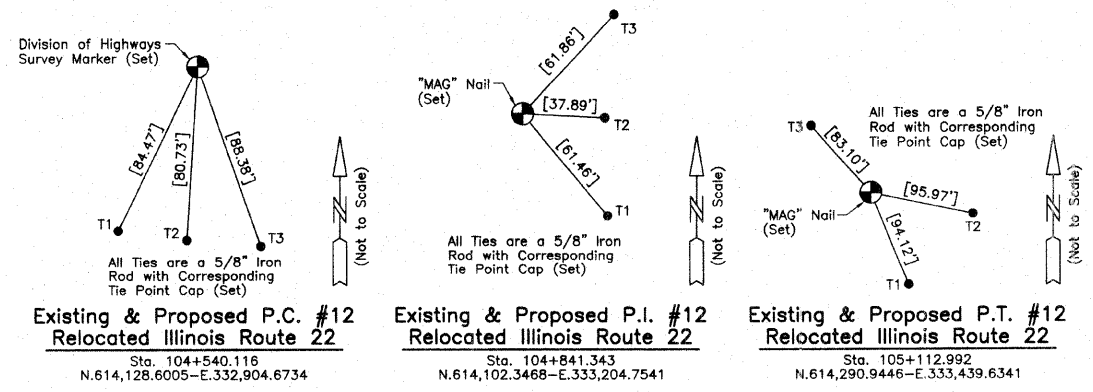 Division of Highways
Survey Marker (Set)
[84.47']
[80.73']
[88.38']
T1
T2
T3
(Not to Scale)
N
All Ties are a 5/8" Iron
Rod with Corresponding
Tie Point Cap (Set)
Existing & Proposed P.C. #12
Relocated Illinois Route 22
Sta. 104+540.116
N.614,128.6005–E.332,904.6734
T3
[61.86']
"MAG" Nail
(Set)
[37.89']
T2
[61.46']
T1
(Not to Scale)
N
All Ties are a 5/8" Iron
Rod with Corresponding
Tie Point Cap (Set)
Existing & Proposed P.I. #12
Relocated Illinois Route 22
Sta. 104+841.343
N.614,102.3468–E.333,204.7541
All Ties are a 5/8" Iron
Rod with Corresponding
Tie Point Cap (Set)
T3
[83.10']
[95.97']
"MAG" Nail
(Set)
T2
[94.12']
T1
(Not to Scale)
N
Existing & Proposed P.T. #12
Relocated Illinois Route 22
Sta. 105+112.992
N.614,290.9446–E.333,439.6341